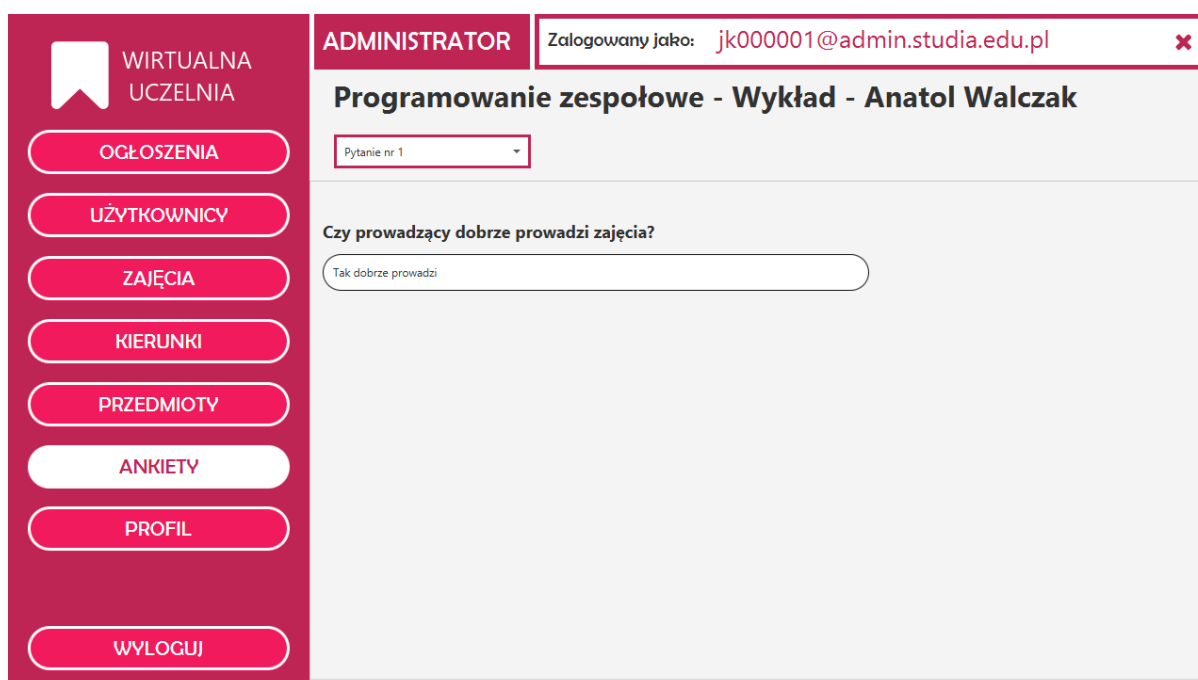 WIRTUALNA
UCZELNIA
OGŁOSZENIA
UŻYTKOWNICY
ZAJĘCIA
KIERUNKI
PRZEDMIOTY
ANKIETY
PROFIL
WYLOGUJ
ADMINISTRATOR
Zalogowany jako: jk000001@admin.studia.edu.pl
Programowanie zespołowe - Wykład - Anatol Walczak
Pytanie nr 1
Czy prowadzący dobrze prowadzi zajęcia?
Tak dobrze prowadzi